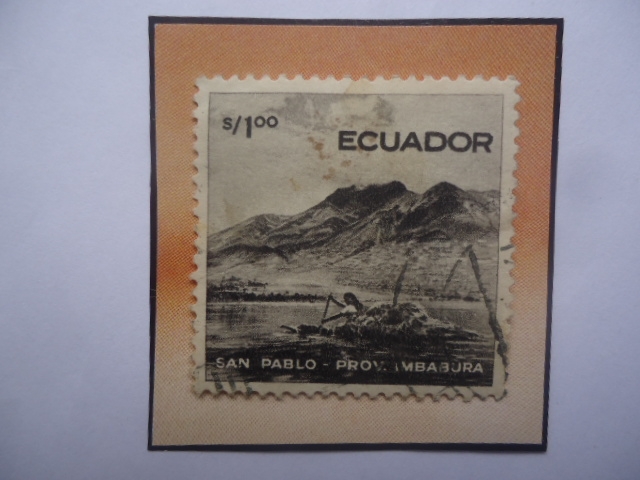 S/1.00
ECUADOR
SAN PABLO - PROV. IMBABURA